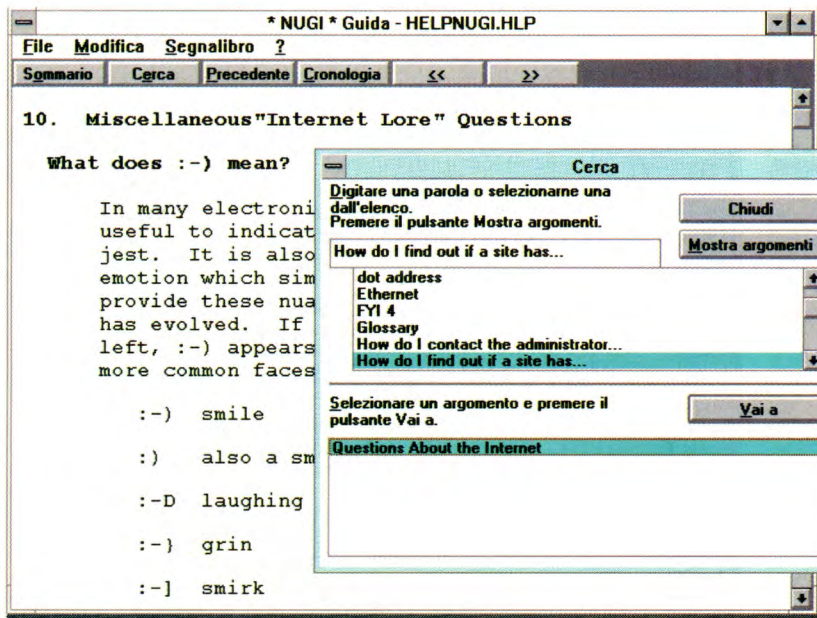 * NUGI * Guida - HELPNUGI.HLP
File Modifica Segnalibro ?
Sommario Cerca Precedente Cronologia << >>
10. Miscellaneous"Internet Lore" Questions
What does :-) mean?
In many electroni
useful to indicat
jest. It is also
emotion which sim
provide these nua
has evolved. If
left, :-) appears
more common faces
:-) smile
:) also a sm
:-D laughing
:-} grin
:-] smirk
Cerca
Digitare una parola o selezionarne una
dall'elenco.
Premere il pulsante Mostra argomenti.
Chiudi
Mostra argomenti
How do I find out if a site has...
dot address
Ethernet
FYI 4
Glossary
How do I contact the administrator...
How do I find out if a site has...
Selezionare un argomento e premere il
pulsante Vai a.
Vai a
Questions About the Internet